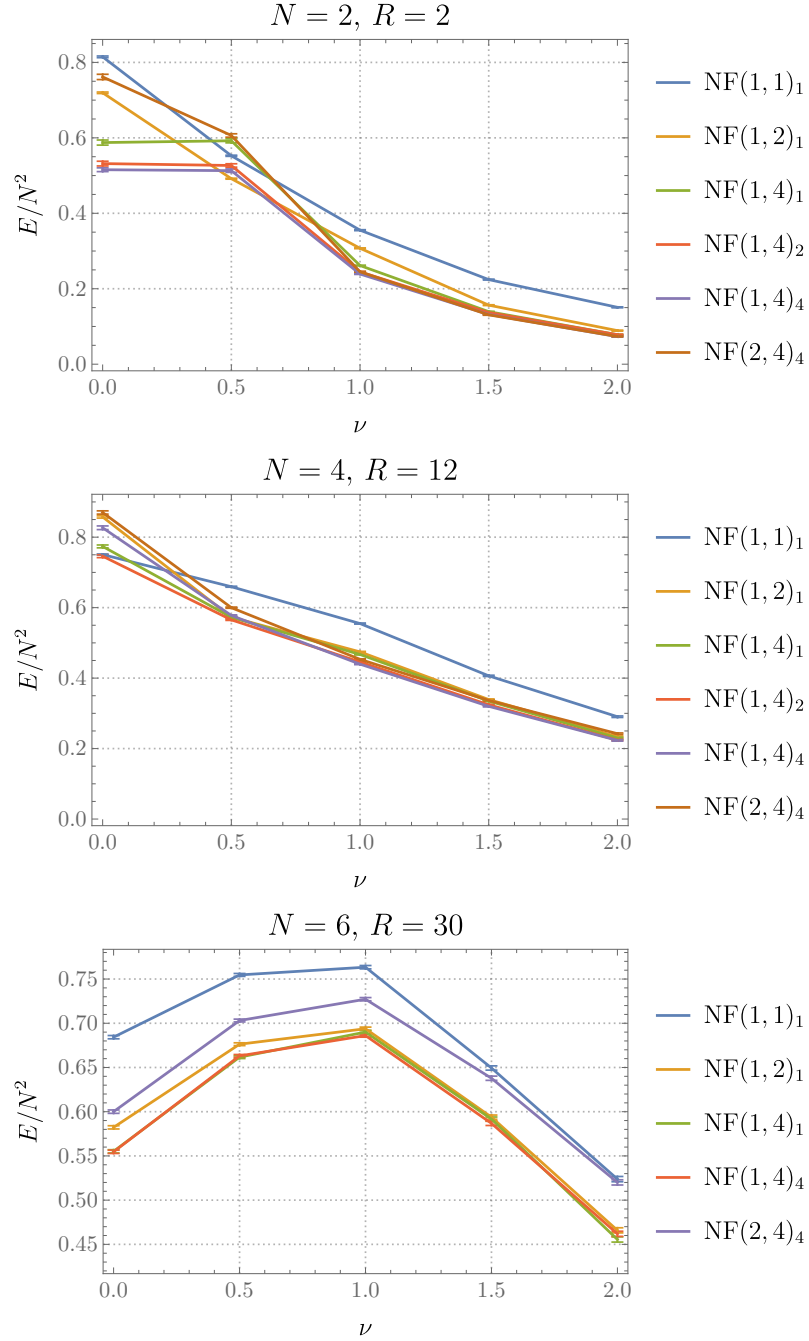 N = 2, R = 2
E/N²
0.8
0.6
0.4
0.2
0.0
0.0 0.5 1.0 1.5 2.0
ν
NF(1, 1)₁
NF(1, 2)₁
NF(1, 4)₁
NF(1, 4)₂
NF(1, 4)₄
NF(2, 4)₄
N = 4, R = 12
E/N²
0.8
0.6
0.4
0.2
0.0
0.0 0.5 1.0 1.5 2.0
ν
NF(1, 1)₁
NF(1, 2)₁
NF(1, 4)₁
NF(1, 4)₂
NF(1, 4)₄
NF(2, 4)₄
N = 6, R = 30
E/N²
0.75
0.70
0.65
0.60
0.55
0.50
0.45
0.0 0.5 1.0 1.5 2.0
ν
NF(1, 1)₁
NF(1, 2)₁
NF(1, 4)₁
NF(1, 4)₄
NF(2, 4)₄